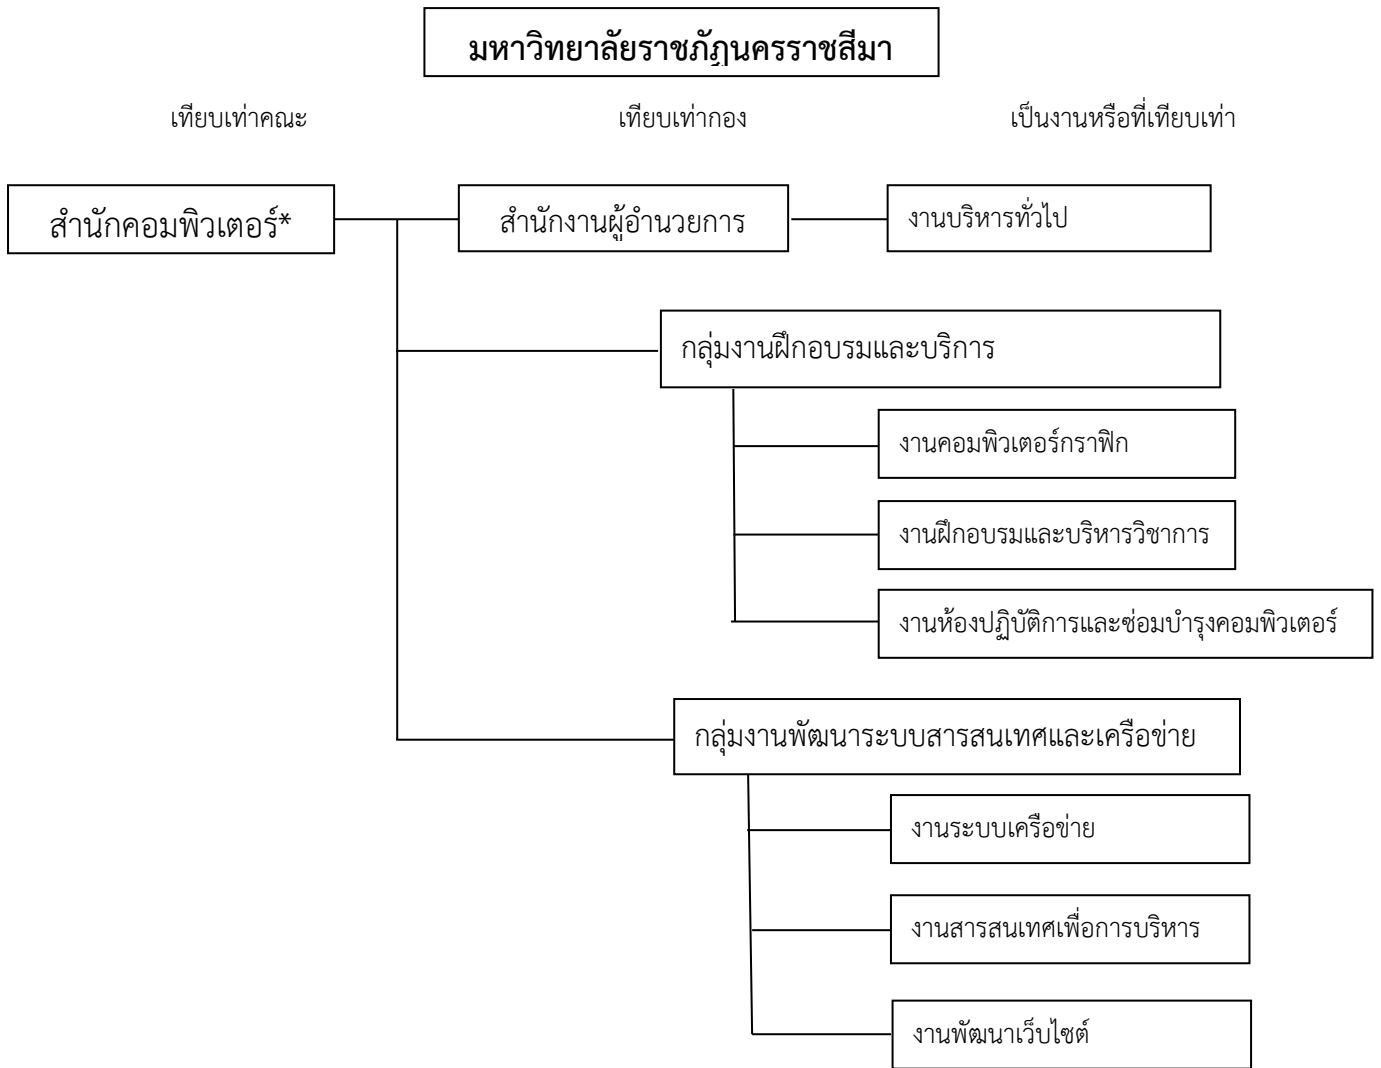 มหาวิทยาลัยราชภัฏนครราชสีมา
เทียบเท่าคณะ
เทียบเท่ากอง
เป็นงานหรือที่เทียบเท่า
สำนักคอมพิวเตอร์*
สำนักงานผู้อำนวยการ
งานบริหารทั่วไป
กลุ่มงานฝึกอบรมและบริการ
งานคอมพิวเตอร์กราฟิก
งานฝึกอบรมและบริหารวิชาการ
งานห้องปฏิบัติการและซ่อมบำรุงคอมพิวเตอร์
กลุ่มงานพัฒนาระบบสารสนเทศและเครือข่าย
งานระบบเครือข่าย
งานสารสนเทศเพื่อการบริหาร
งานพัฒนาเว็บไซต์